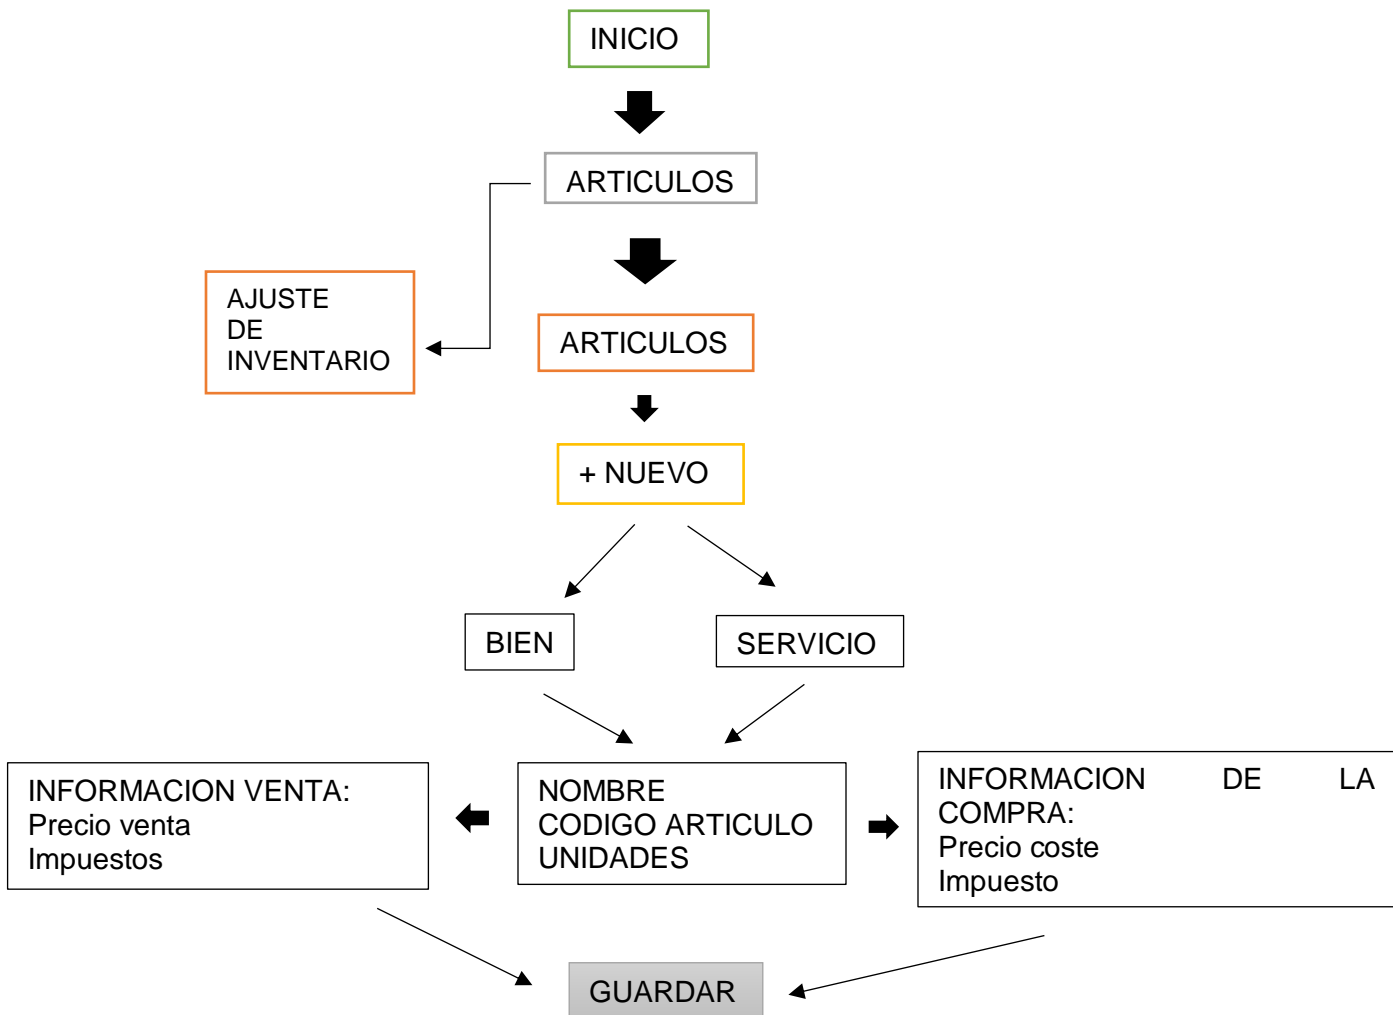 INICIO
ARTICULOS
AJUSTE
DE
INVENTARIO
ARTICULOS
+ NUEVO
BIEN
SERVICIO
INFORMACION VENTA:
Precio venta
Impuestos
NOMBRE
CODIGO ARTICULO
UNIDADES
INFORMACION DE LA
COMPRA:
Precio coste
Impuesto
GUARDAR